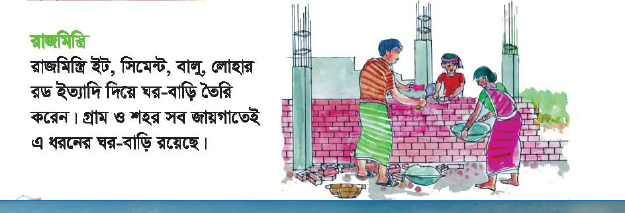 রাজমিস্ত্রি
রাজমিস্ত্রি ইট, সিমেন্ট, বালু, লোহার
রড ইত্যাদি দিয়ে ঘর-বাড়ি তৈরি
করেন। গ্রাম ও শহর সব জায়গাতেই
এ ধরনের ঘর-বাড়ি রয়েছে।